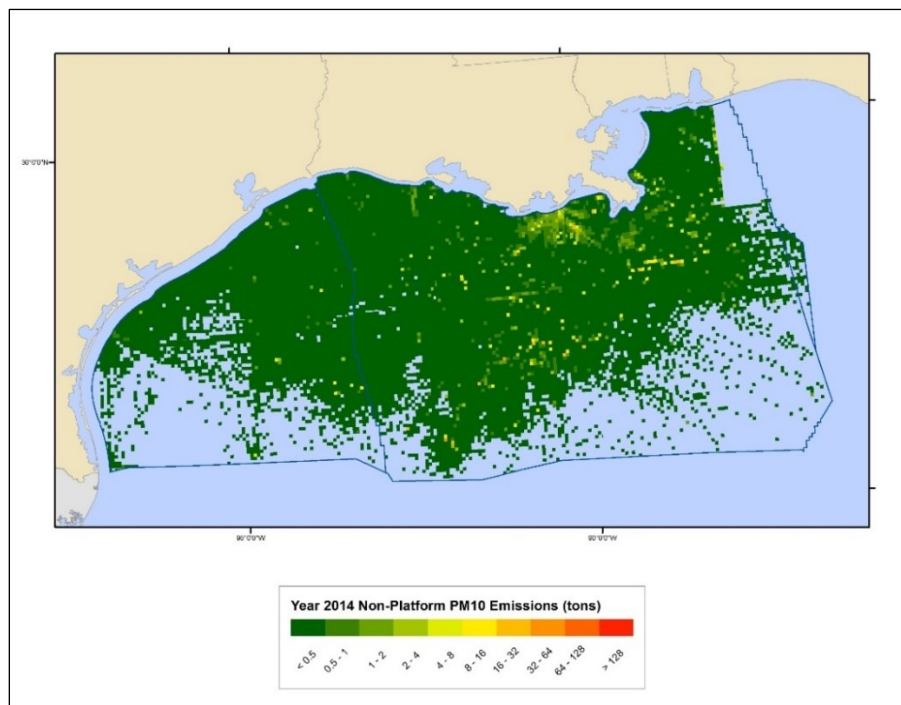 30°0'0"N
95°0'0"W
90°0'0"W
Year 2014 Non-Platform PM10 Emissions (tons)
< 0.5
0.5 - 1
1 - 2
2 - 4
4 - 8
8 - 16
16 - 32
32 - 64
64 - 128
> 128